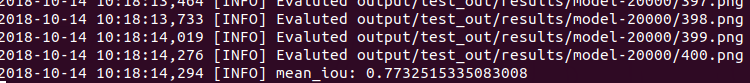 2018-10-14 10:18:13,464 [INFO] Evaluted output/test_out/results/model-20000/397.png
2018-10-14 10:18:13,733 [INFO] Evaluted output/test_out/results/model-20000/398.png
2018-10-14 10:18:14,019 [INFO] Evaluted output/test_out/results/model-20000/399.png
2018-10-14 10:18:14,276 [INFO] Evaluted output/test_out/results/model-20000/400.png
2018-10-14 10:18:14,294 [INFO] mean_iou: 0.7732515335083008